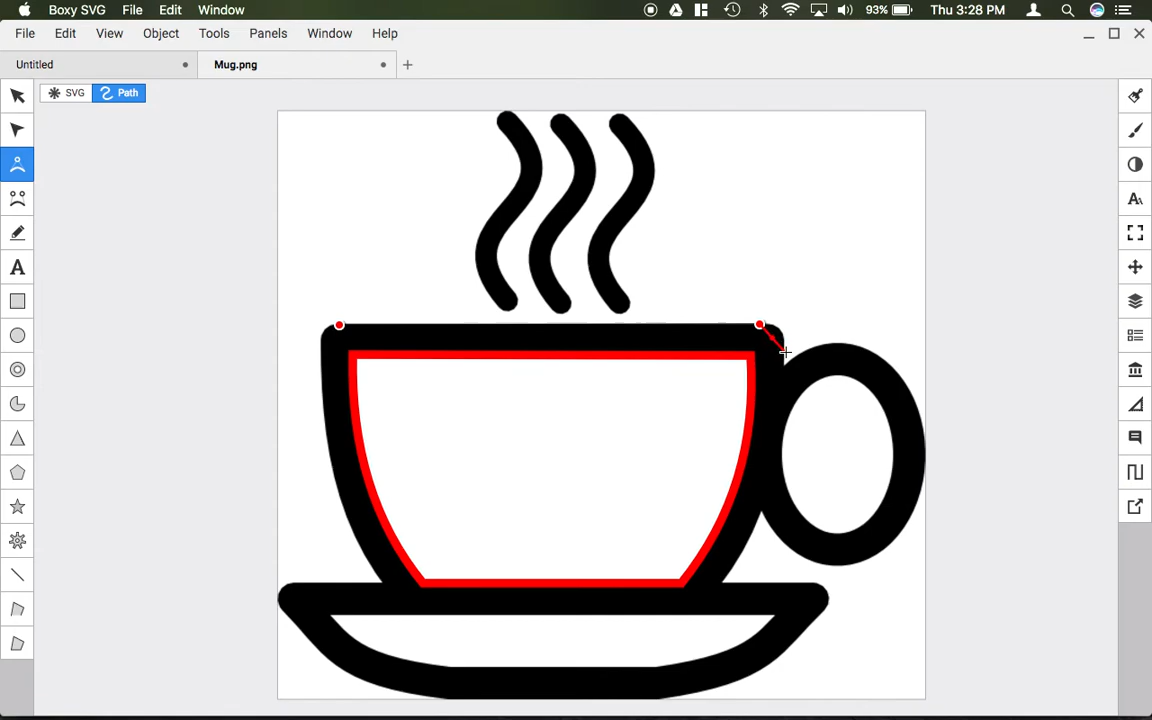 Boxy SVG File Edit Window 93% Thu 3:28 PM
File Edit View Object Tools Panels Window Help
Untitled Mug.png
SVG Path
A